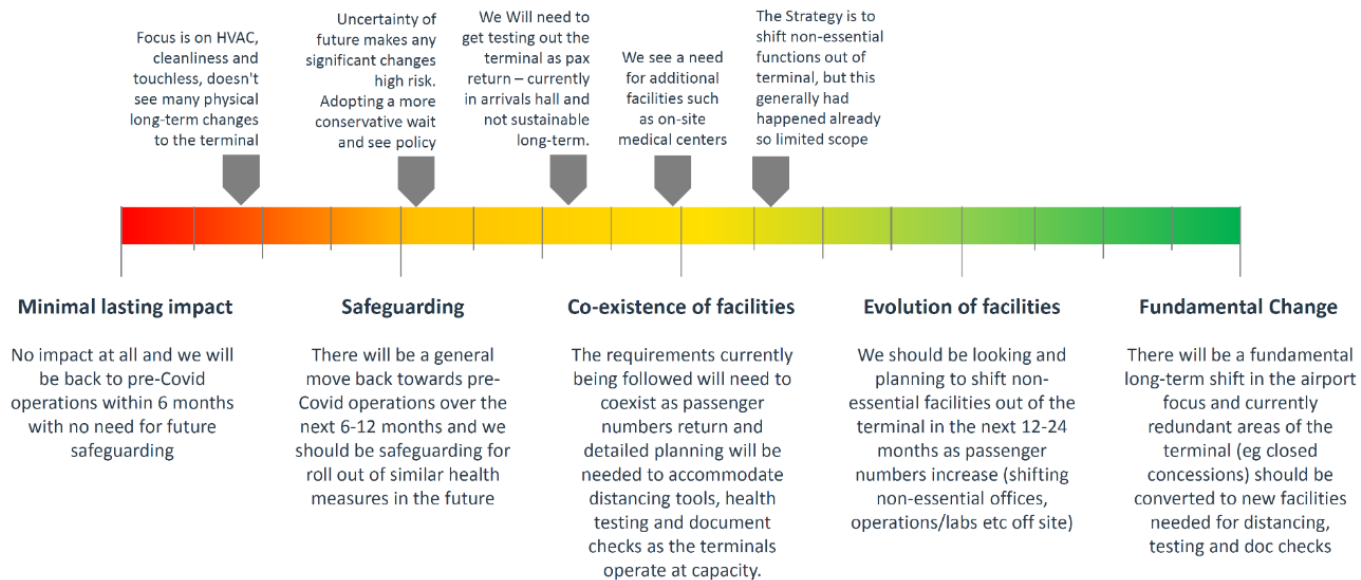 Focus is on HVAC,
cleanliness and
touchless, doesn't
see many physical
long-term changes
to the terminal
Uncertainty of
future makes any
significant changes
high risk.
Adopting a more
conservative wait
and see policy
We Will need to
get testing out the
terminal as pax
return – currently
in arrivals hall and
not sustainable
long-term.
We see a need
for additional
facilities such
as on-site
medical centers
The Strategy is to
shift non-essential
functions out of
terminal, but this
generally had
happened already
so limited scope
Minimal lasting impact
No impact at all and we will
be back to pre-Covid
operations within 6 months
with no need for future
safeguarding
Safeguarding
There will be a general
move back towards pre-
Covid operations over the
next 6-12 months and we
should be safeguarding for
roll out of similar health
measures in the future
Co-existence of facilities
The requirements currently
being followed will need to
coexist as passenger
numbers return and
detailed planning will be
needed to accommodate
distancing tools, health
testing and document
checks as the terminals
operate at capacity.
Evolution of facilities
We should be looking and
planning to shift non-
essential facilities out of the
terminal in the next 12-24
months as passenger
numbers increase (shifting
non-essential offices,
operations/labs etc off site)
Fundamental Change
There will be a fundamental
long-term shift in the airport
focus and currently
redundant areas of the
terminal (eg closed
concessions) should be
converted to new facilities
needed for distancing,
testing and doc checks